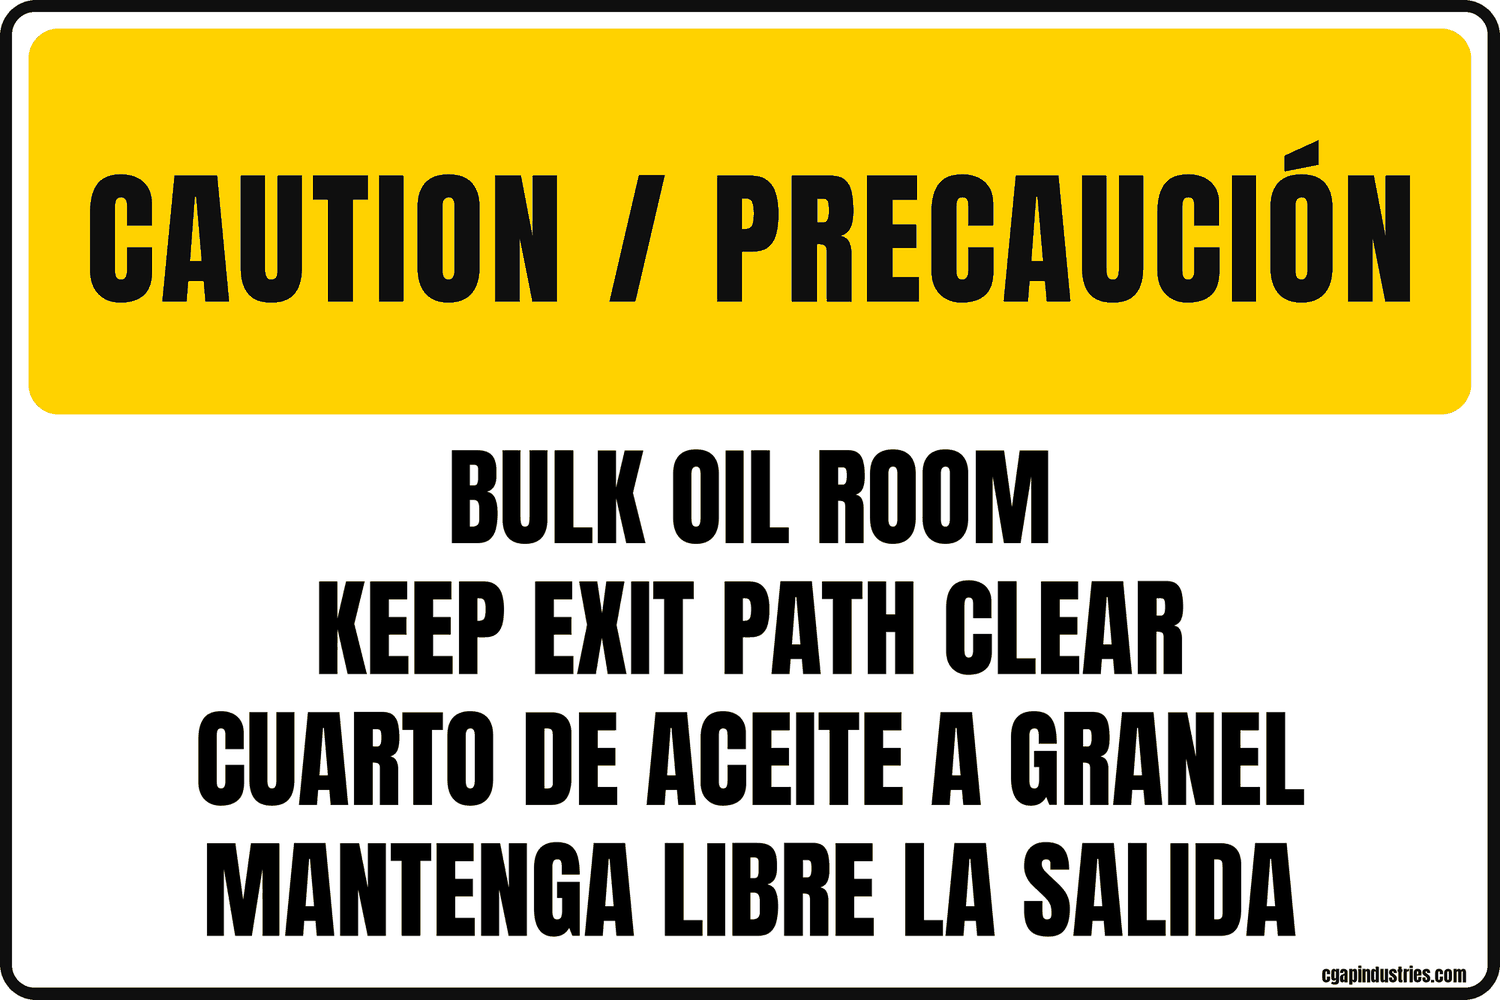 CAUTION / PRECAUCIÓN
BULK OIL ROOM
KEEP EXIT PATH CLEAR
CUARTO DE ACEITE A GRANEL
MANTENGA LIBRE LA SALIDA
cgapindustries.com